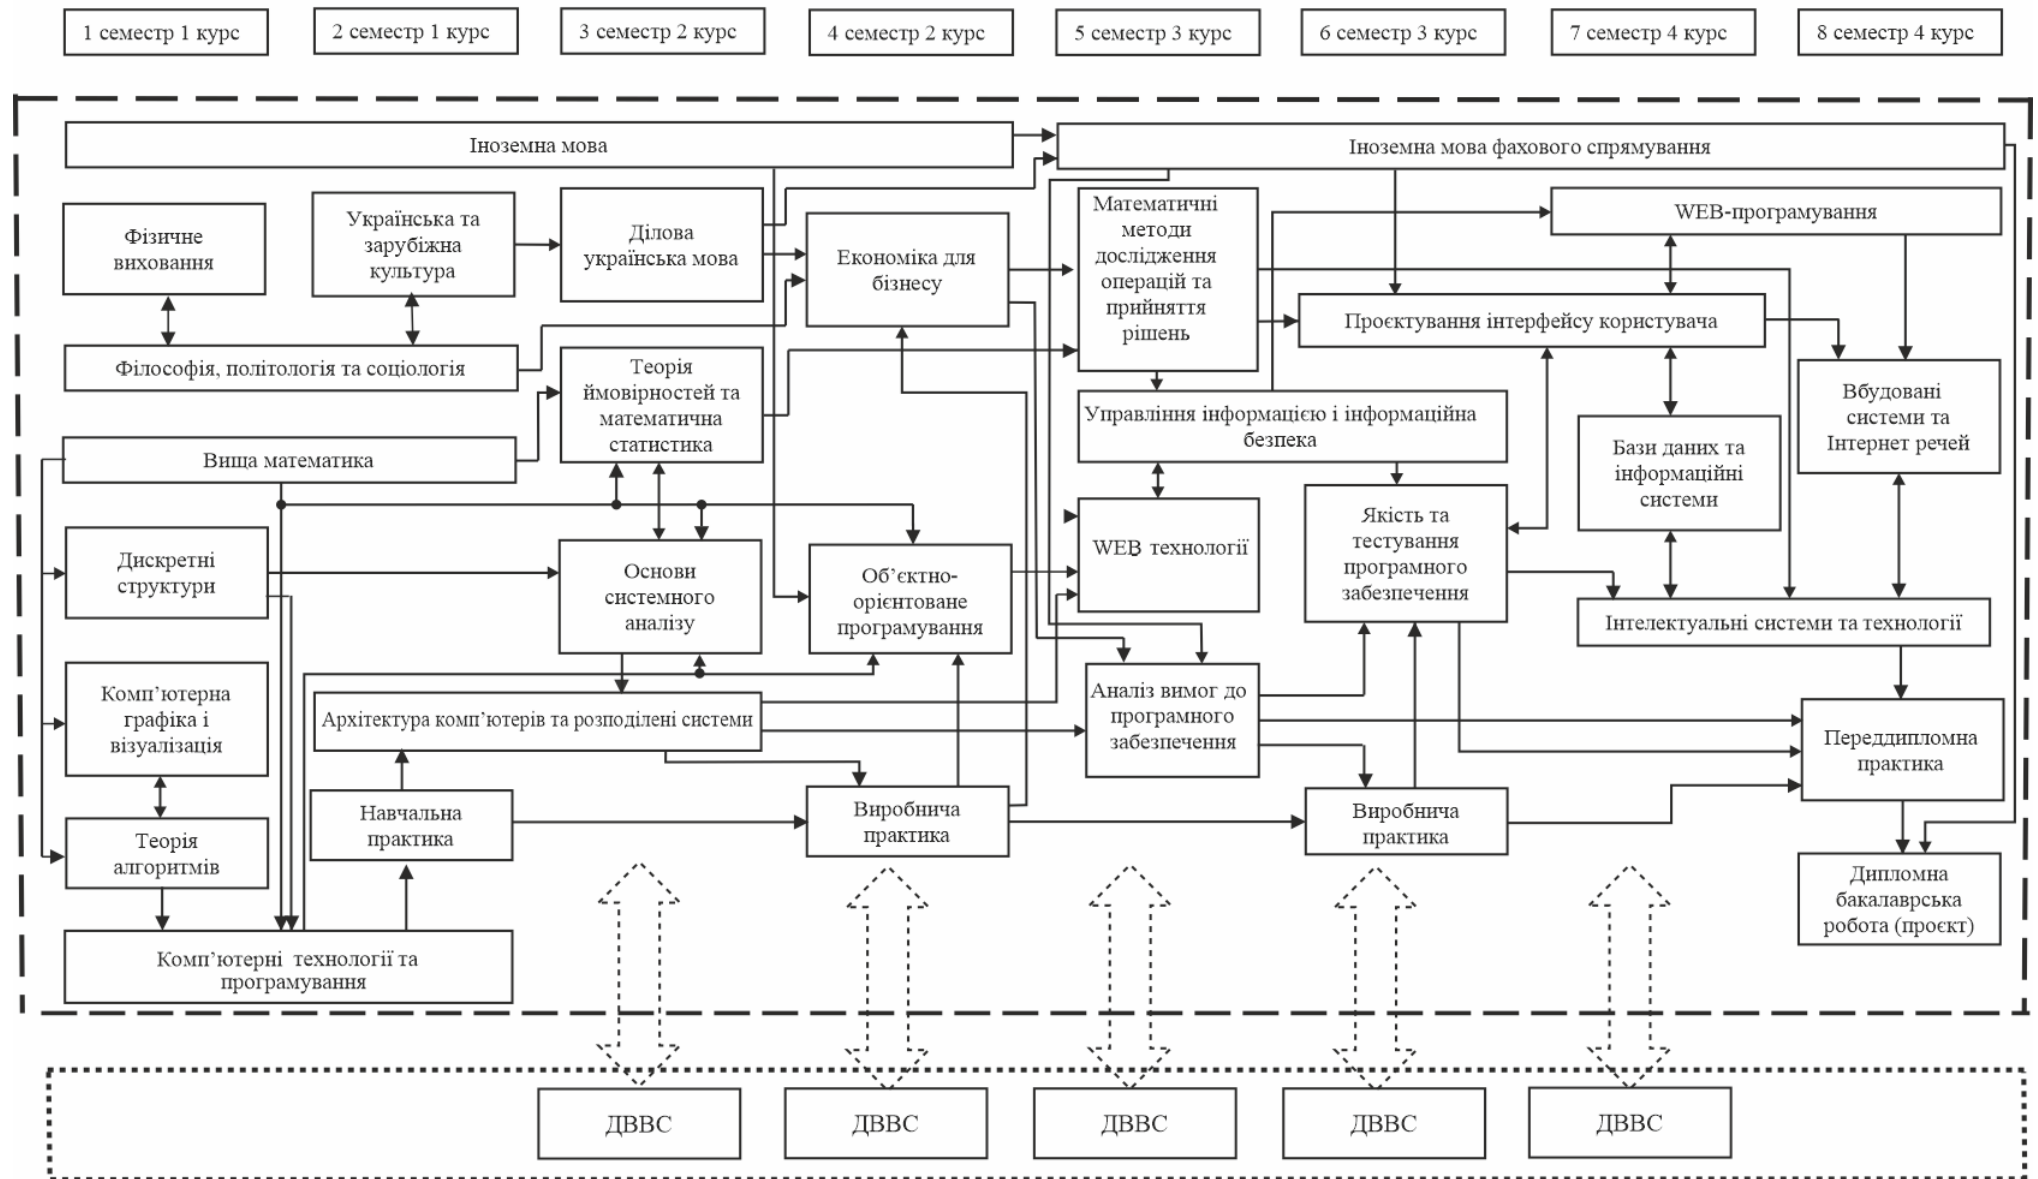 1 семестр 1 курс
2 семестр 1 курс
3 семестр 2 курс
4 семестр 2 курс
5 семестр 3 курс
6 семестр 3 курс
7 семестр 4 курс
8 семестр 4 курс
Іноземна мова
Іноземна мова фахового спрямування
Фізичне
виховання
Українська та
зарубіжна
культура
Ділова
українська мова
Економіка для
бізнесу
Математичні
методи
дослідження
операцій та
прийняття
рішень
WEB-програмування
Проєктування інтерфейсу користувача
Філософія, політологія та соціологія
Теорія
ймовірностей та
математична
статистика
Управління інформацією і інформаційна
безпека
Бази даних та
інформаційні
системи
Вбудовані
системи та
Інтернет речей
Вища математика
Дискретні
структури
Основи
системного
аналізу
Об’єктно-
орієнтоване
програмування
WEB технології
Якість та
тестування
програмного
забезпечення
Інтелектуальні системи та технології
Комп’ютерна
графіка і
візуалізація
Архітектура комп’ютерів та розподілені системи
Аналіз вимог до
програмного
забезпечення
Переддипломна
практика
Теорія
алгоритмів
Навчальна
практика
Виробнича
практика
Виробнича
практика
Дипломна
бакалаврська
робота (проєкт)
Комп’ютерні технології та
програмування
ДВВС
ДВВС
ДВВС
ДВВС
ДВВС